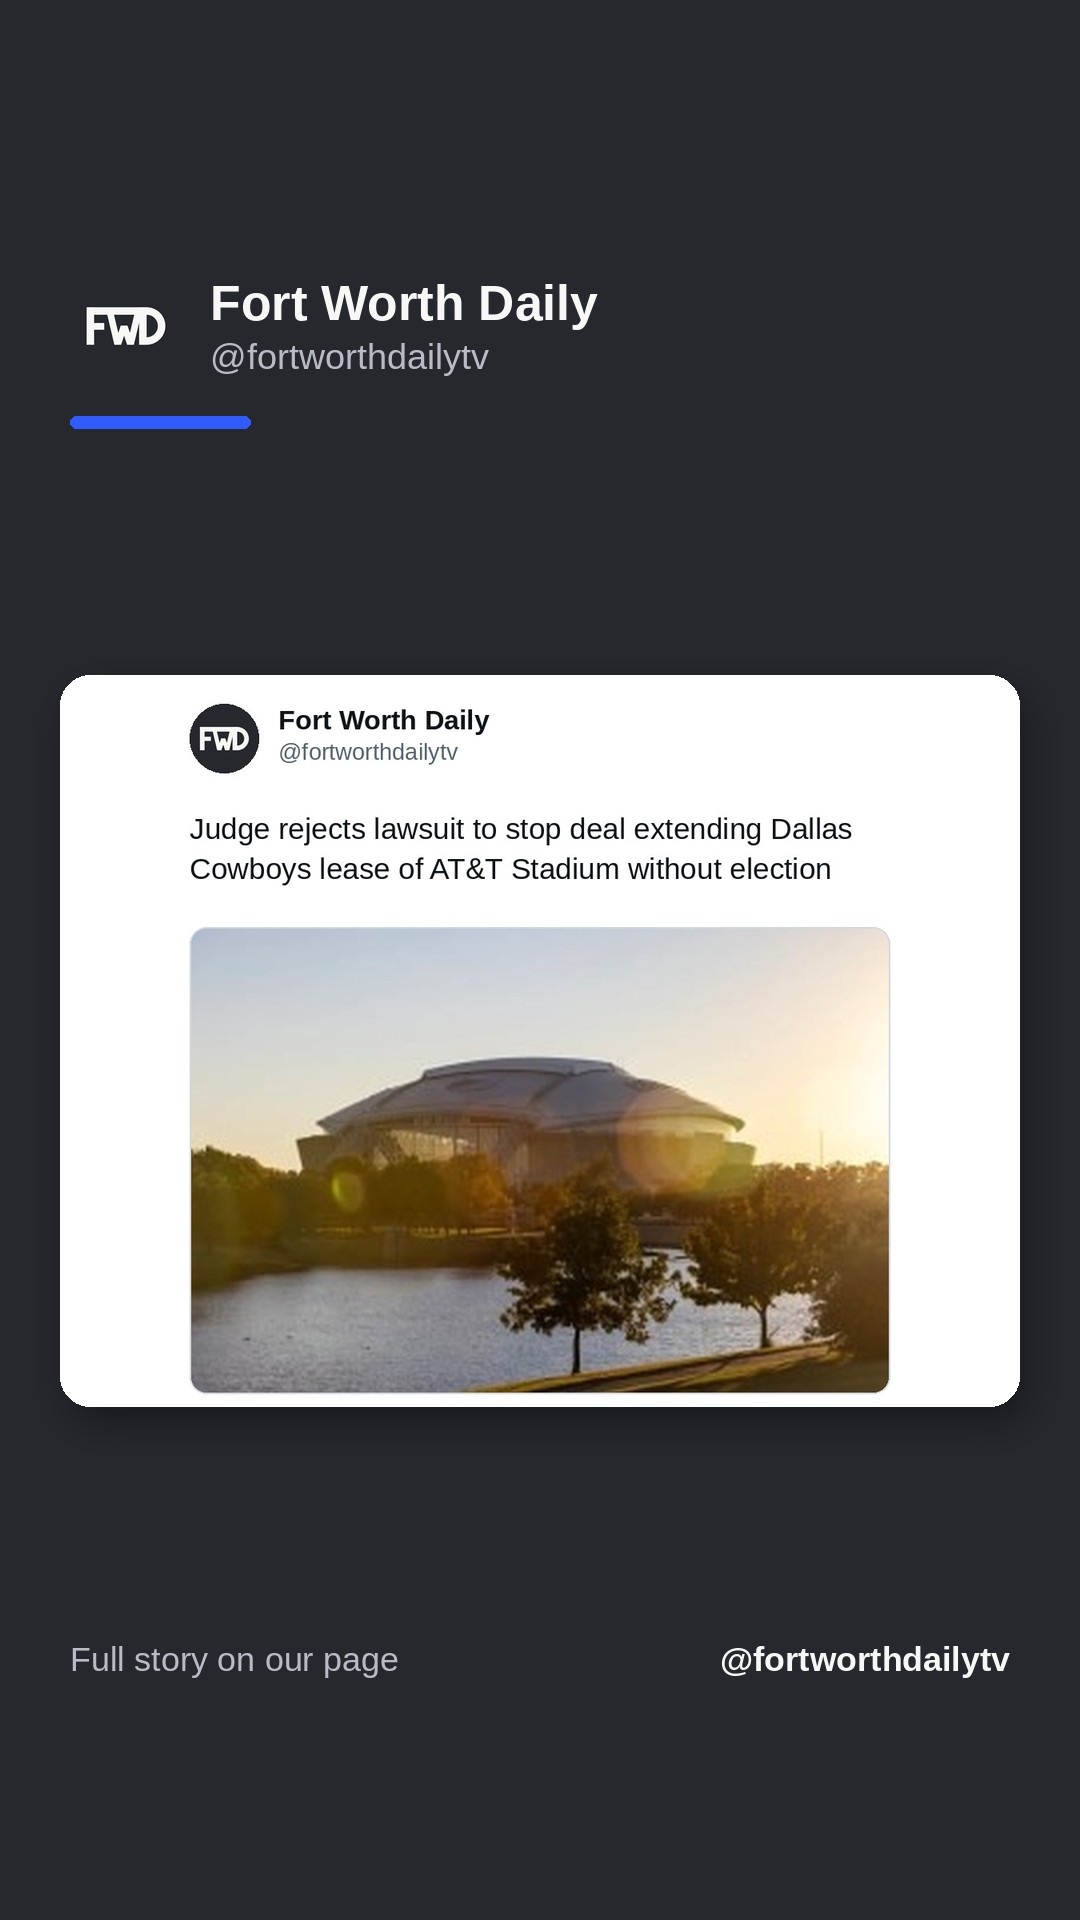 FWD
Fort Worth Daily
@fortworthdailytv
FWD
Fort Worth Daily
@fortworthdailytv
Judge rejects lawsuit to stop deal extending Dallas
Cowboys lease of AT&T Stadium without election
Full story on our page
@fortworthdailytv